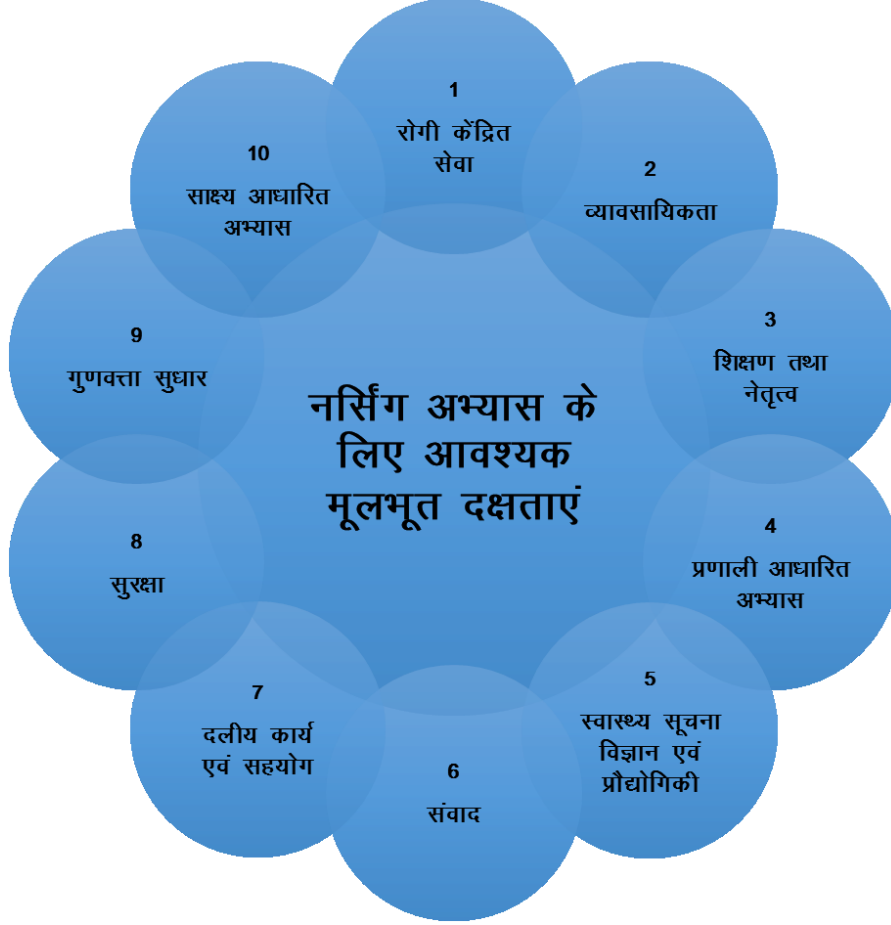 नर्सिंग अभ्यास के
लिए आवश्यक
मूलभूत दक्षताएं
1
रोगी केंद्रित
सेवा
2
व्यावसायिकता
3
शिक्षण तथा
नेतृत्त्व
4
प्रणाली आधारित
अभ्यास
5
स्वास्थ्य सूचना
विज्ञान एवं
प्रौद्योगिकी
6
संवाद
7
दलीय कार्य
एवं सहयोग
8
सुरक्षा
9
गुणवत्ता सुधार
10
साक्ष्य आधारित
अभ्यास